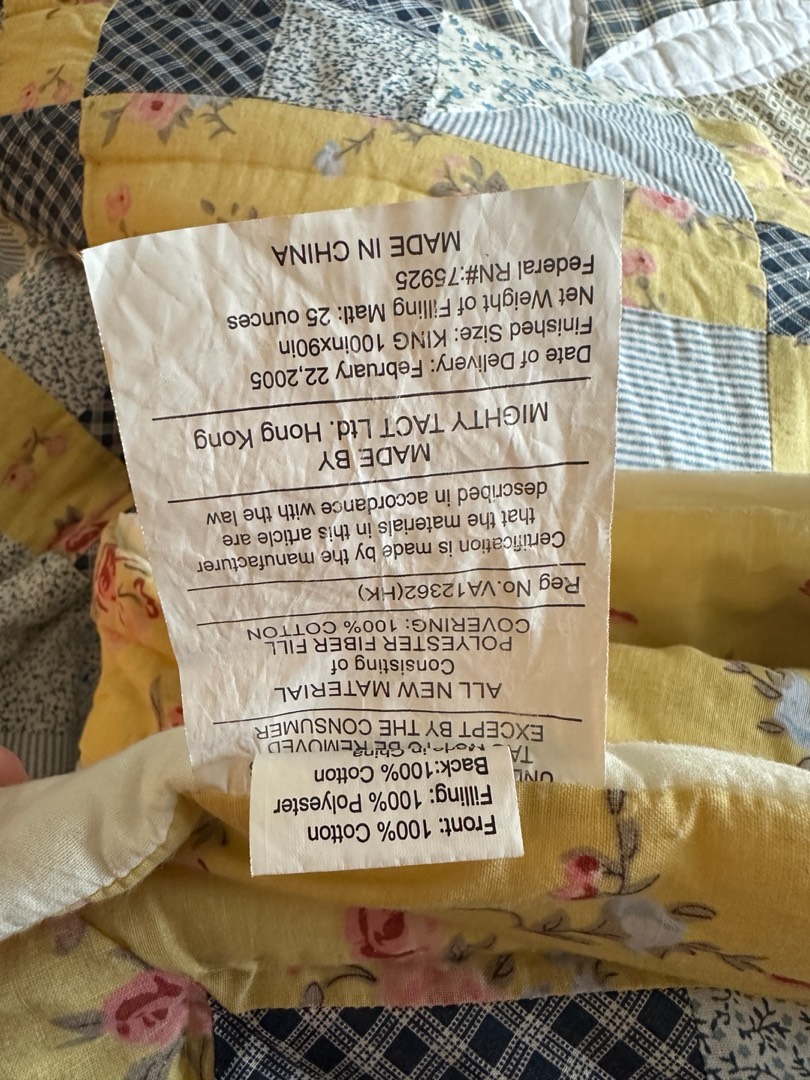 Front: 100% Cotton
Filling: 100% Polyester
Back:100% Cotton
BE REMOVED
EXCEPT BY THE CONSUMER
ALL NEW MATERIAL
Consisting of
POLYESTER FIBER FILL
COVERING: 100% COTTON
Reg No.VA12362(HK)
Certification is made by the manufacturer
that the materials in this article are
described in accordance with the law
MADE BY
MIGHTY TACT Ltd. Hong Kong
Date of Delivery: February 22,2005
Finished Size: KING 100inx90in
Net Weight of Filling Matl: 25 ounces
Federal RN#:75925
MADE IN CHINA